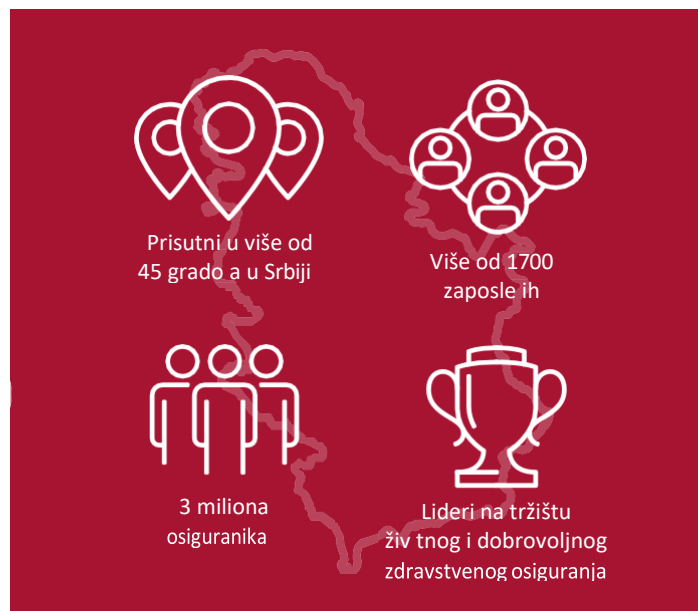 Prisutni u više od
45 grado a u Srbiji
Više od 1700
zaposle ih
3 miliona
osiguranika
Lideri na tržištu
živ tnog i dobrovoljnog
zdravstvenog osiguranja